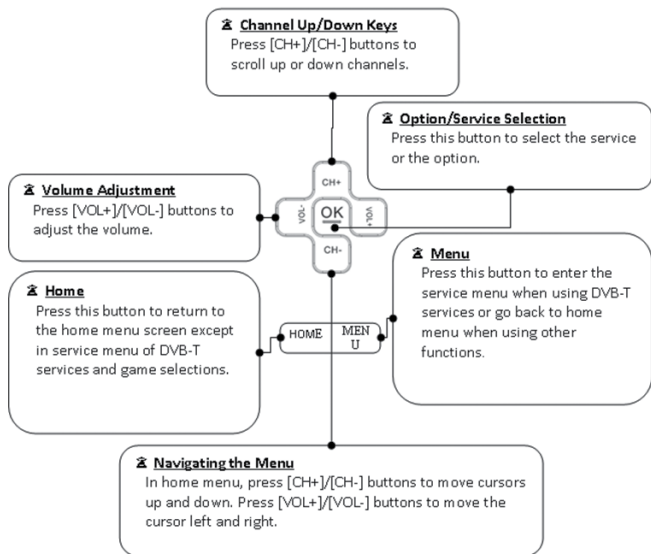 Channel Up/Down Keys
Press [CH+]/[CH-] buttons to
scroll up or down channels.
Option/Service Selection
Press this button to select the service
or the option.
Volume Adjustment
Press [VOL+]/[VOL-] buttons to
adjust the volume.
CH+
VOL-
OK
VOL+
CH-
Menu
Press this button to enter the
service menu when using DVB-T
services or go back to home
menu when using other
functions.
Home
Press this button to return to
the home menu screen except
in service menu of DVB-T
services and game selections.
HOME
MEN
U
Navigating the Menu
In home menu, press [CH+]/[CH-] buttons to move cursors
up and down. Press [VOL+]/[VOL-] buttons to move the
cursor left and right.